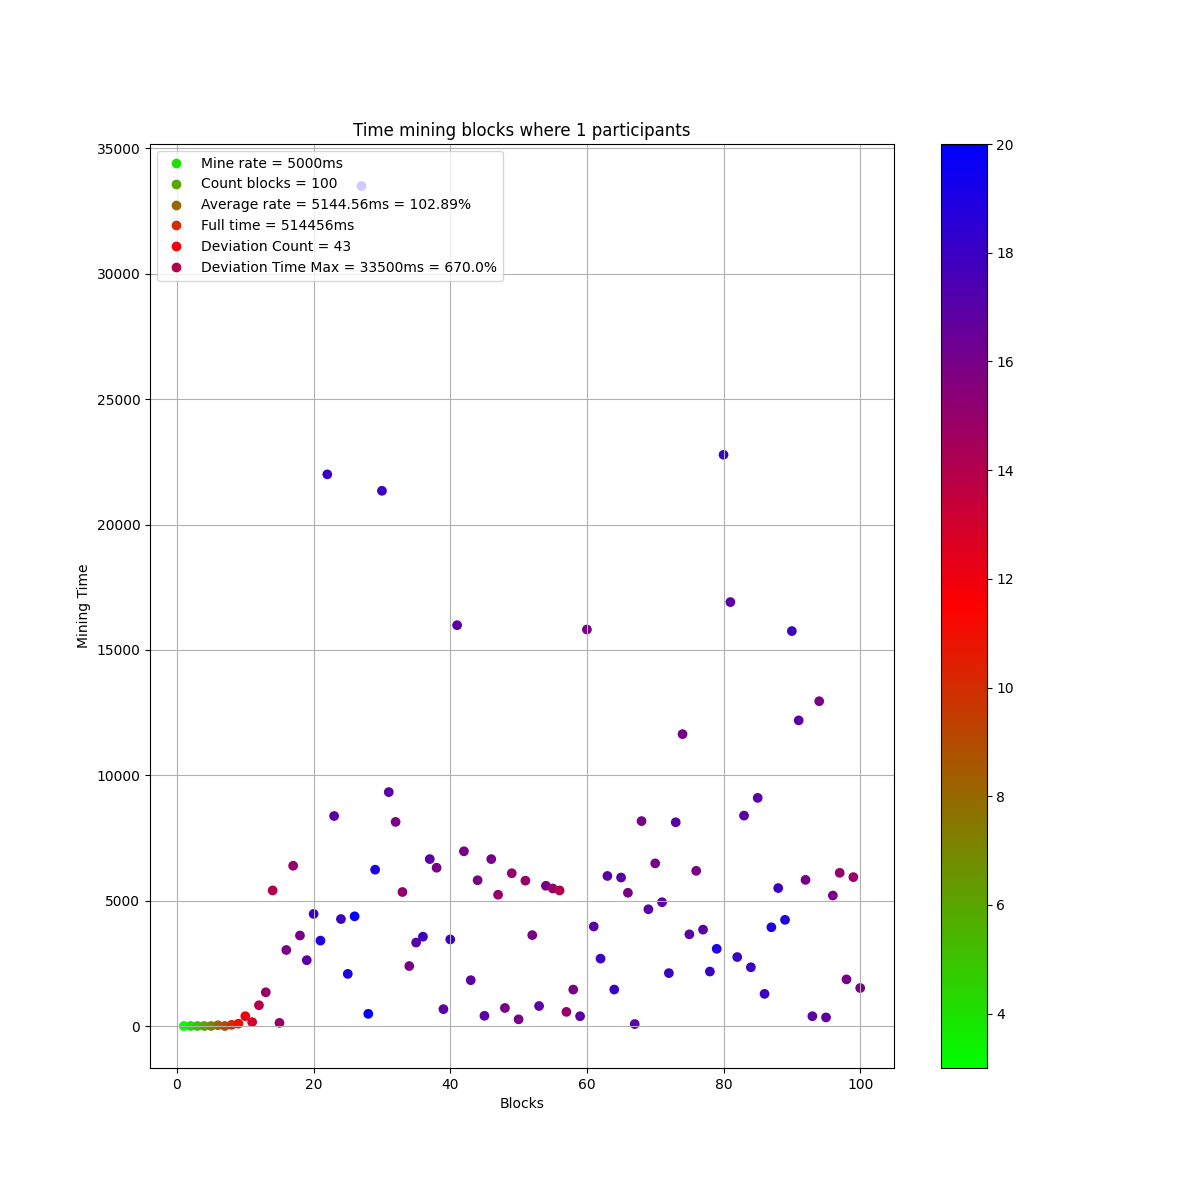 Time mining blocks where 1 participants
Mine rate = 5000ms
Count blocks = 100
Average rate = 5144.56ms = 102.89%
Full time = 514456ms
Deviation Count = 43
Deviation Time Max = 33500ms = 670.0%
35000
30000
25000
20000
15000
10000
5000
0
Mining Time
0 20 40 60 80 100
Blocks
20
18
16
14
12
10
8
6
4